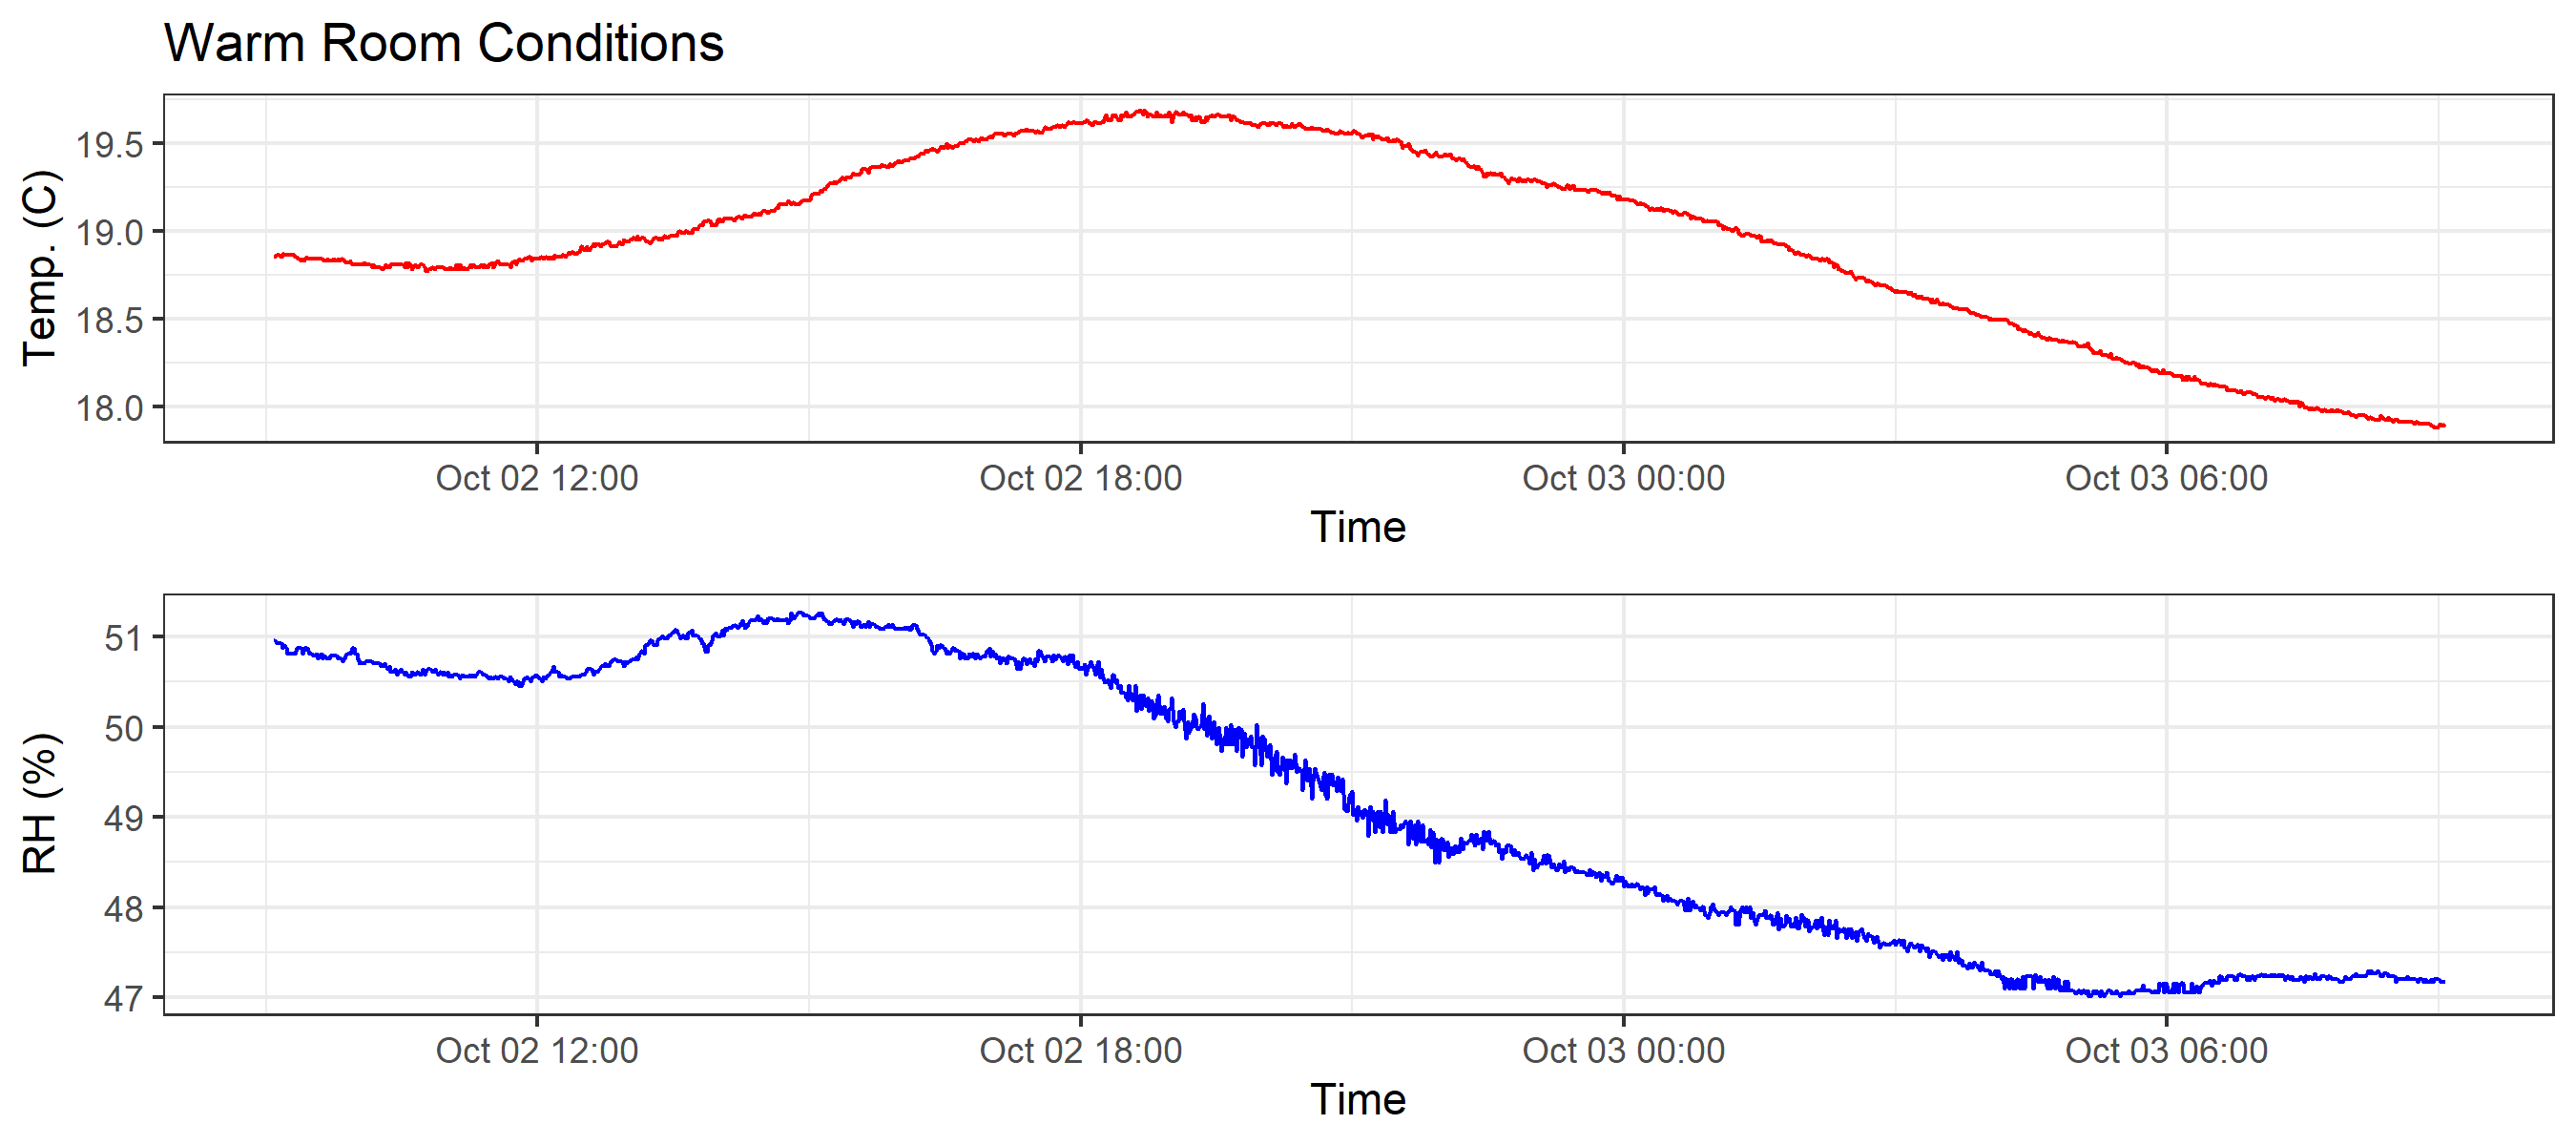 Warm Room Conditions
Temp. (C)
19.5
19.0
18.5
18.0
Oct 02 12:00 Oct 02 18:00 Oct 03 00:00 Oct 03 06:00
Time
RH (%)
51
50
49
48
47
Oct 02 12:00 Oct 02 18:00 Oct 03 00:00 Oct 03 06:00
Time